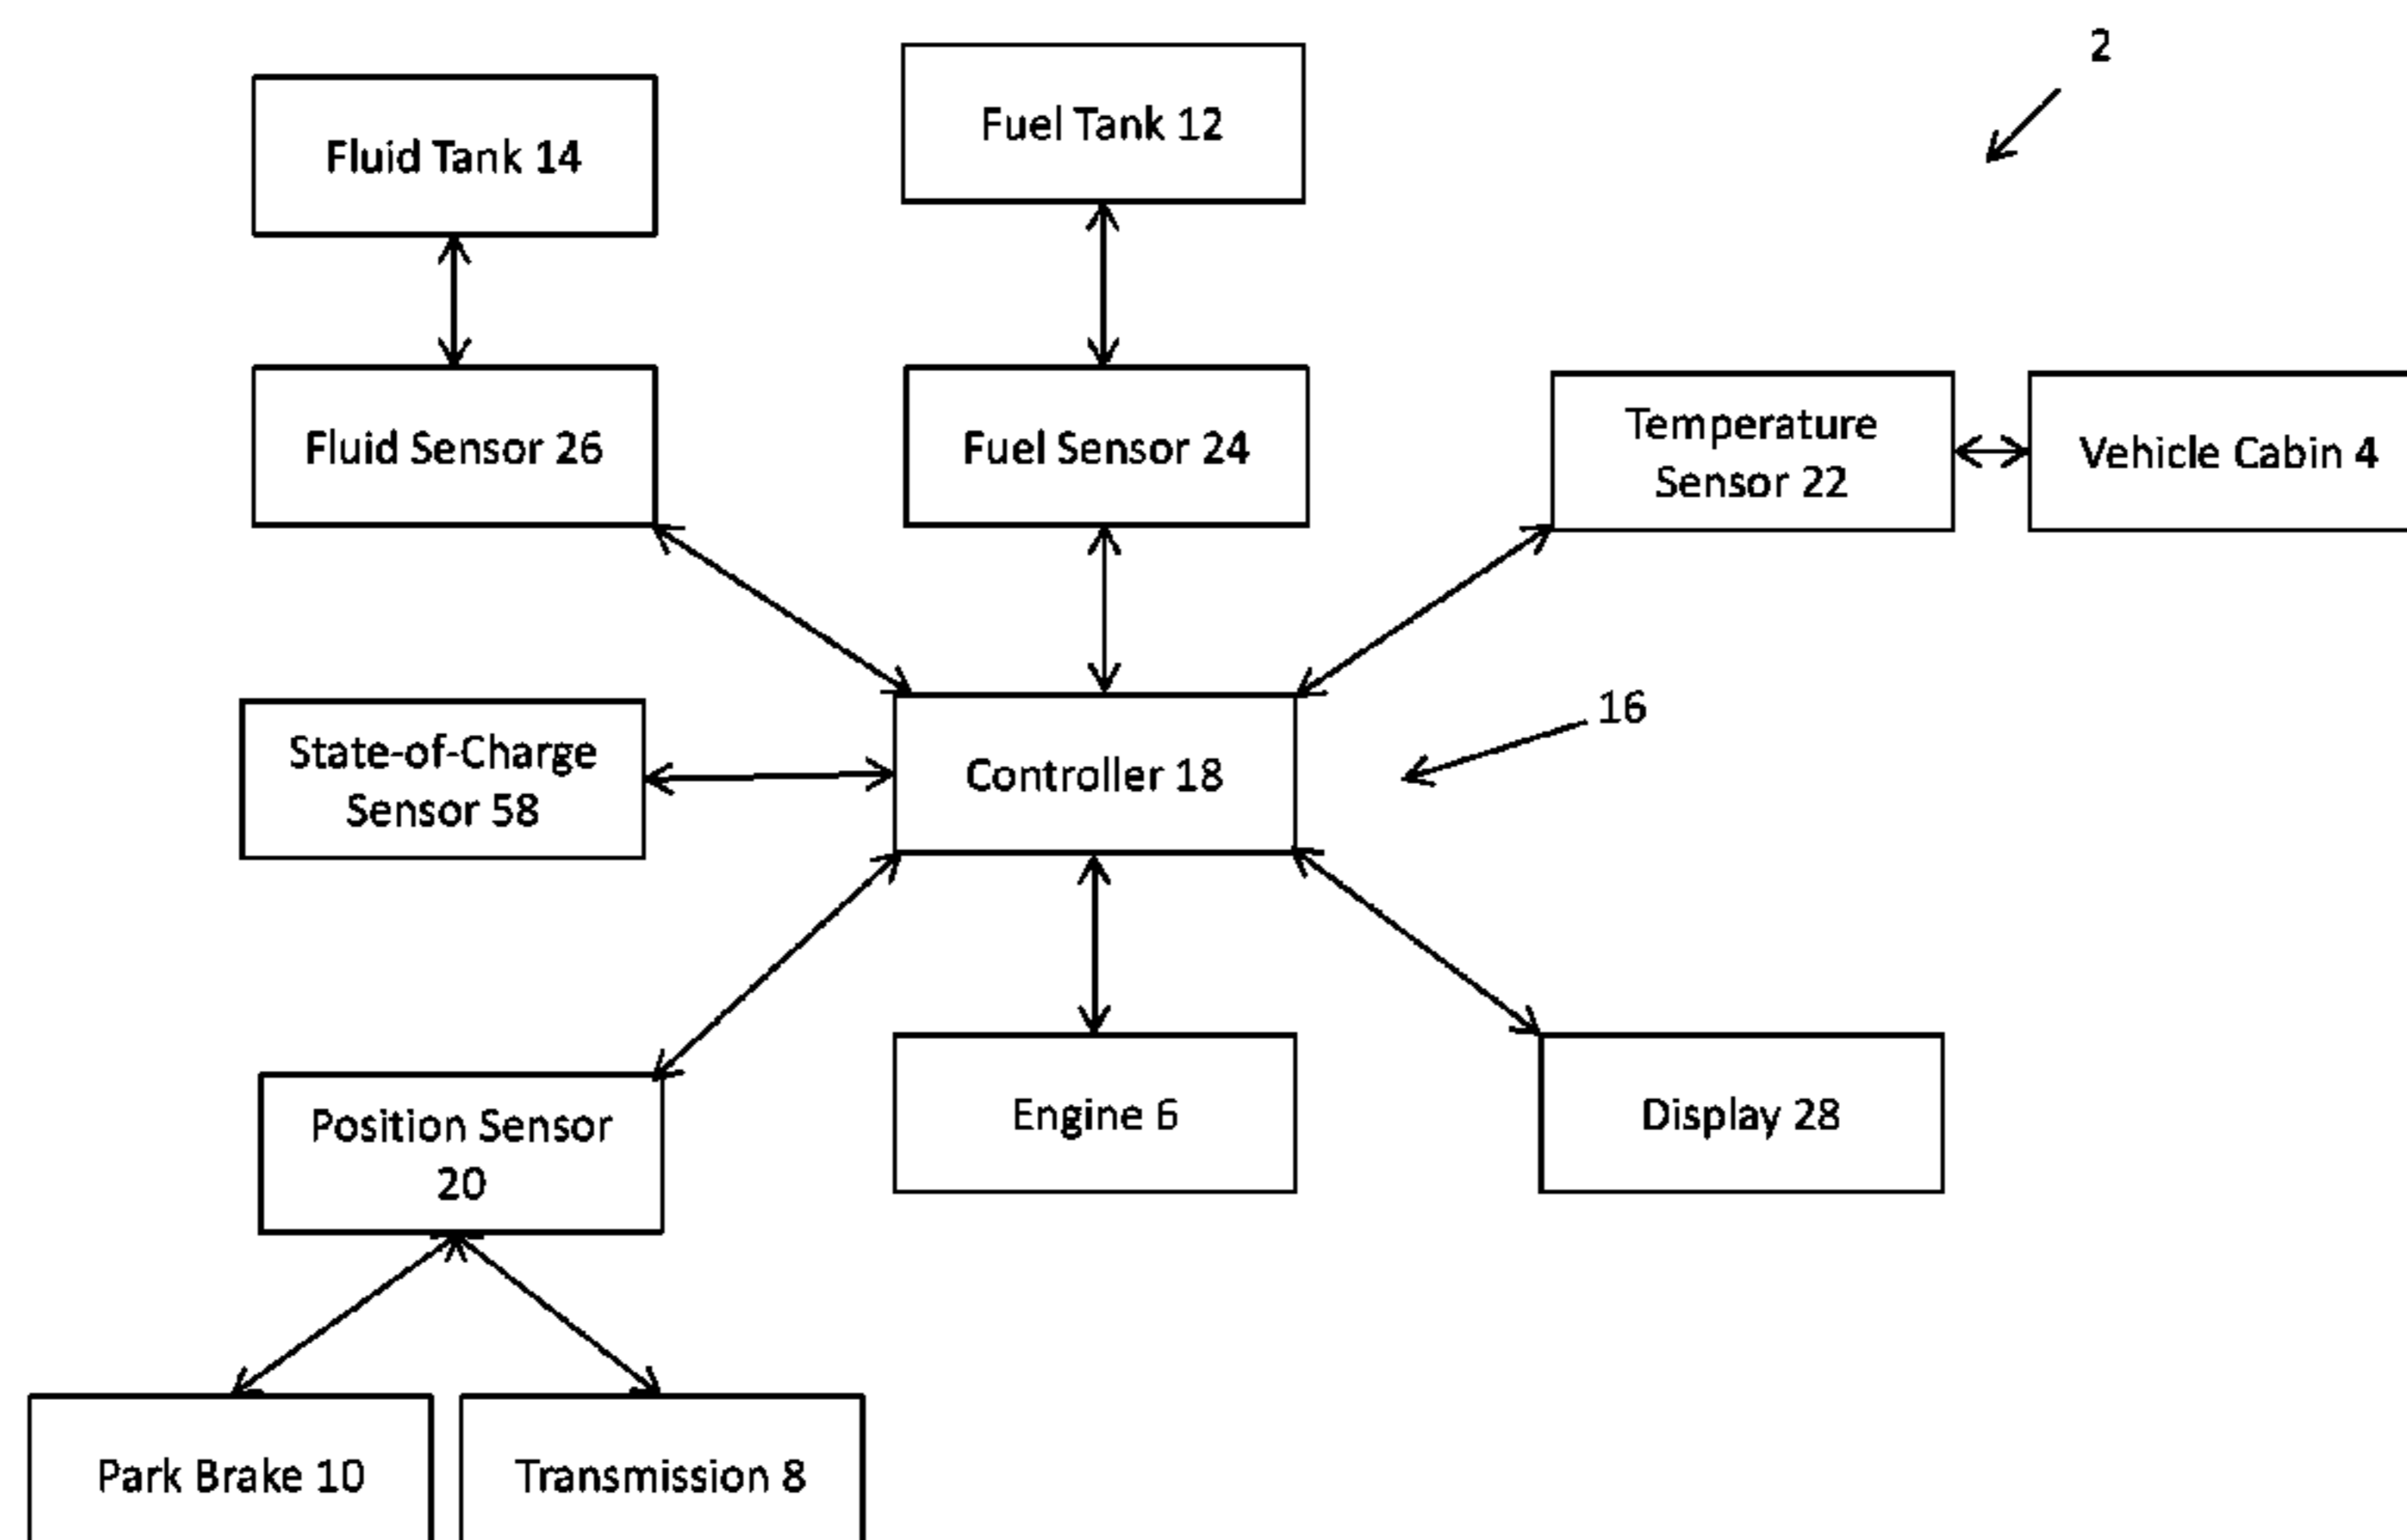 2
Fuel Tank 12
Fluid Tank 14
Fluid Sensor 26
Fuel Sensor 24
Temperature
Sensor 22
Vehicle Cabin 4
16
State-of-Charge
Sensor 58
Controller 18
Position Sensor
20
Engine 6
Display 28
Park Brake 10
Transmission 8